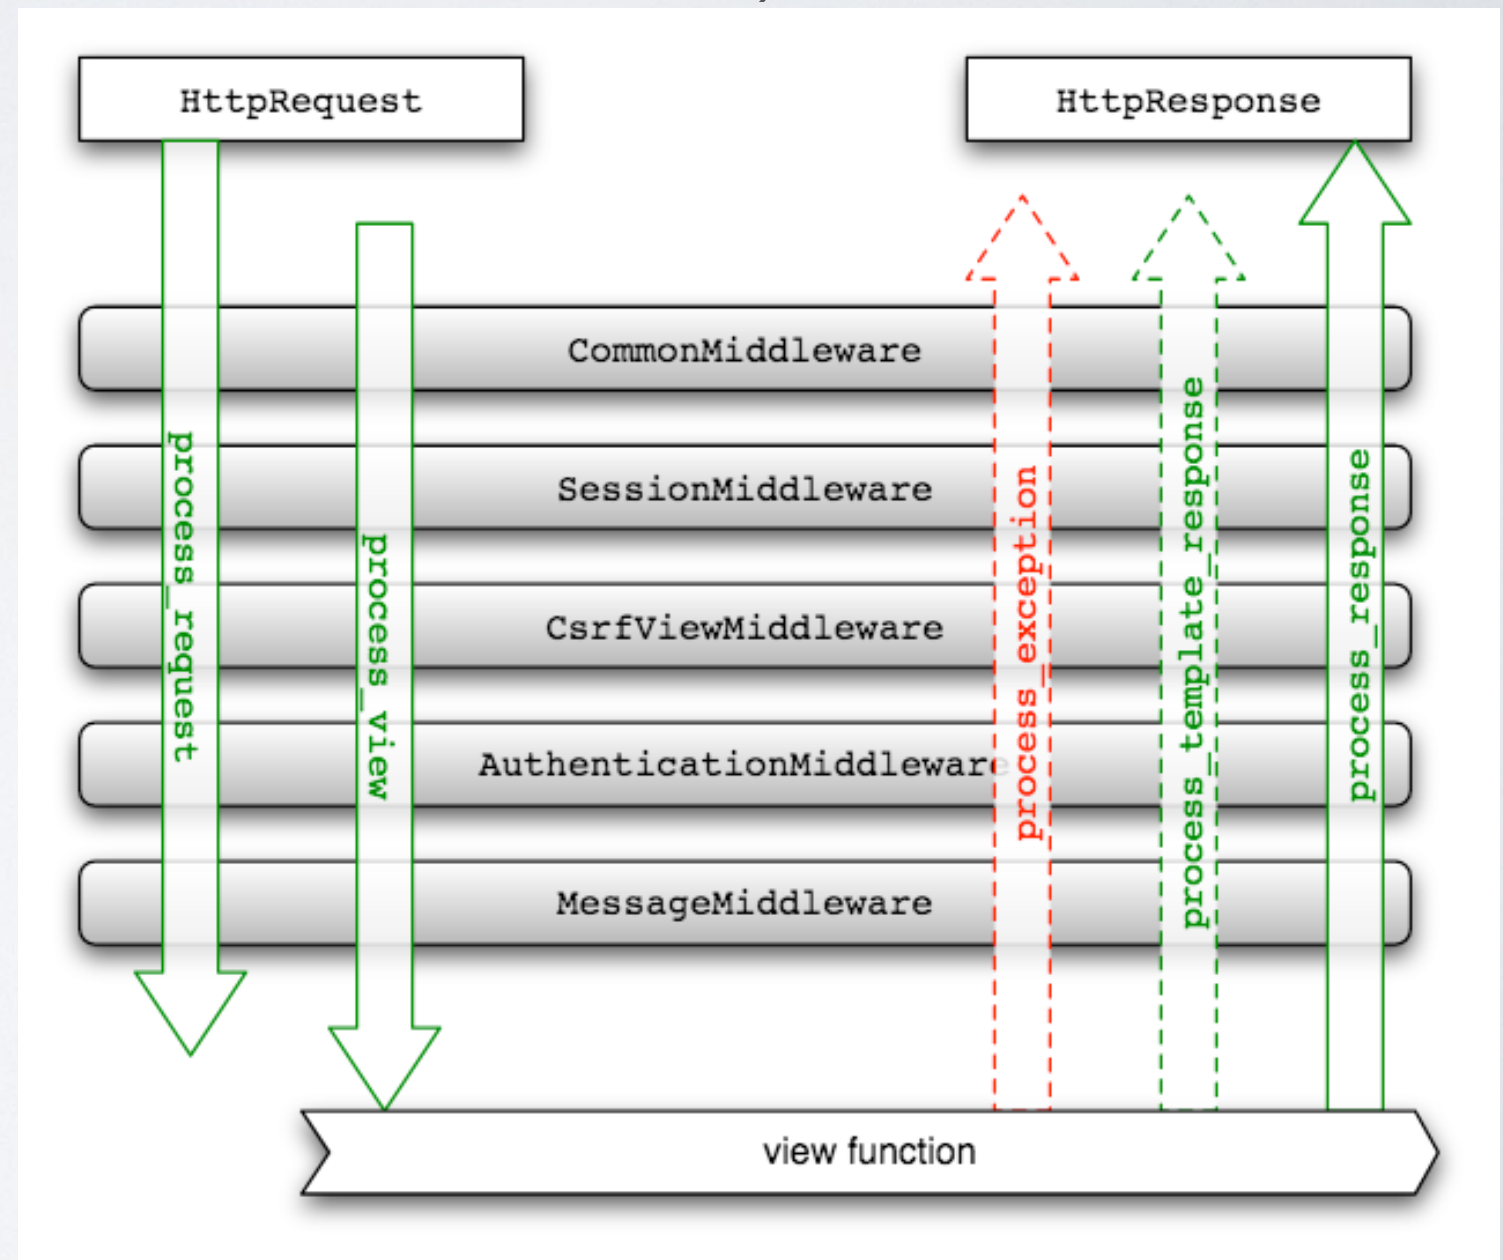 HttpRequest
HttpResponse
CommonMiddleware
SessionMiddleware
CsrfViewMiddleware
AuthenticationMiddleware
MessageMiddleware
process_request
process_view
process_exception
process_template_response
process_response
view function